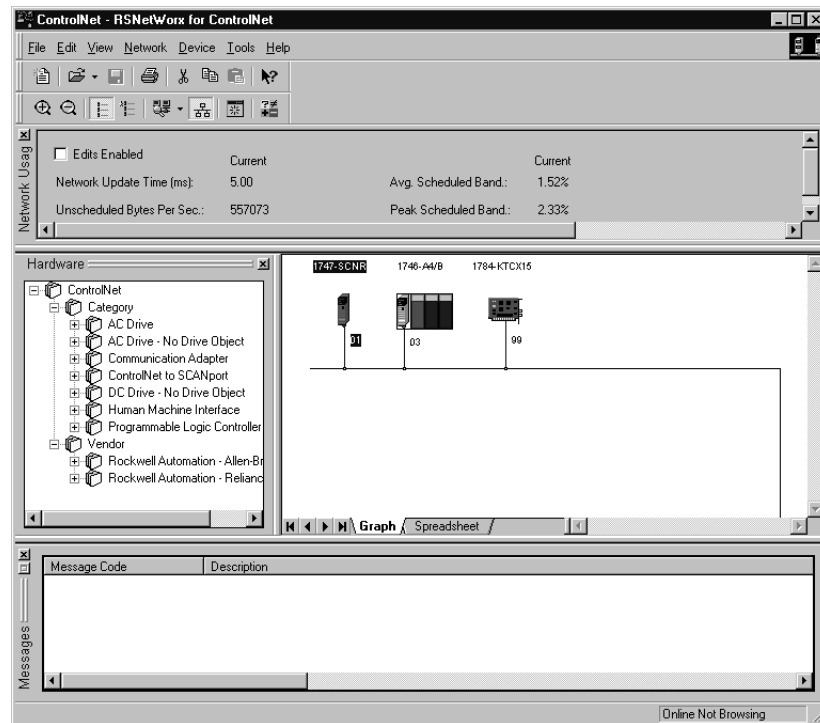 ControlNet - RSNetWorx for ControlNet
File Edit View Network Device Tools Help
Network Usag
Edits Enabled
Current
Current
Network Update Time (ms):
5.00
Avg. Scheduled Band.:
1.52%
Unscheduled Bytes Per Sec.:
557073
Peak Scheduled Band.:
2.33%
Hardware
ControlNet
Category
AC Drive
AC Drive - No Drive Object
Communication Adapter
ControlNet to SCANport
DC Drive - No Drive Object
Human Machine Interface
Programmable Logic Controller
Vendor
Rockwell Automation - Allen-Br
Rockwell Automation - Relianc
1747-SCNR
1746-A4/B
1784-KTCX15
01
03
99
Graph
Spreadsheet
Messages
Message Code
Description
Online Not Browsing